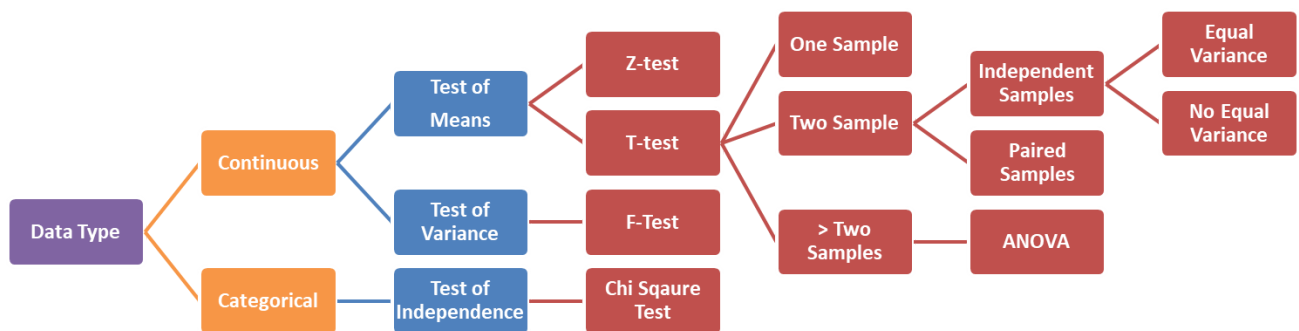 Data Type
Continuous
Categorical
Test of
Means
Test of
Variance
Test of
Independence
Z-test
T-test
F-Test
Chi Sqaure
Test
One Sample
Two Sample
> Two
Samples
Independent
Samples
Paired
Samples
ANOVA
Equal
Variance
No Equal
Variance